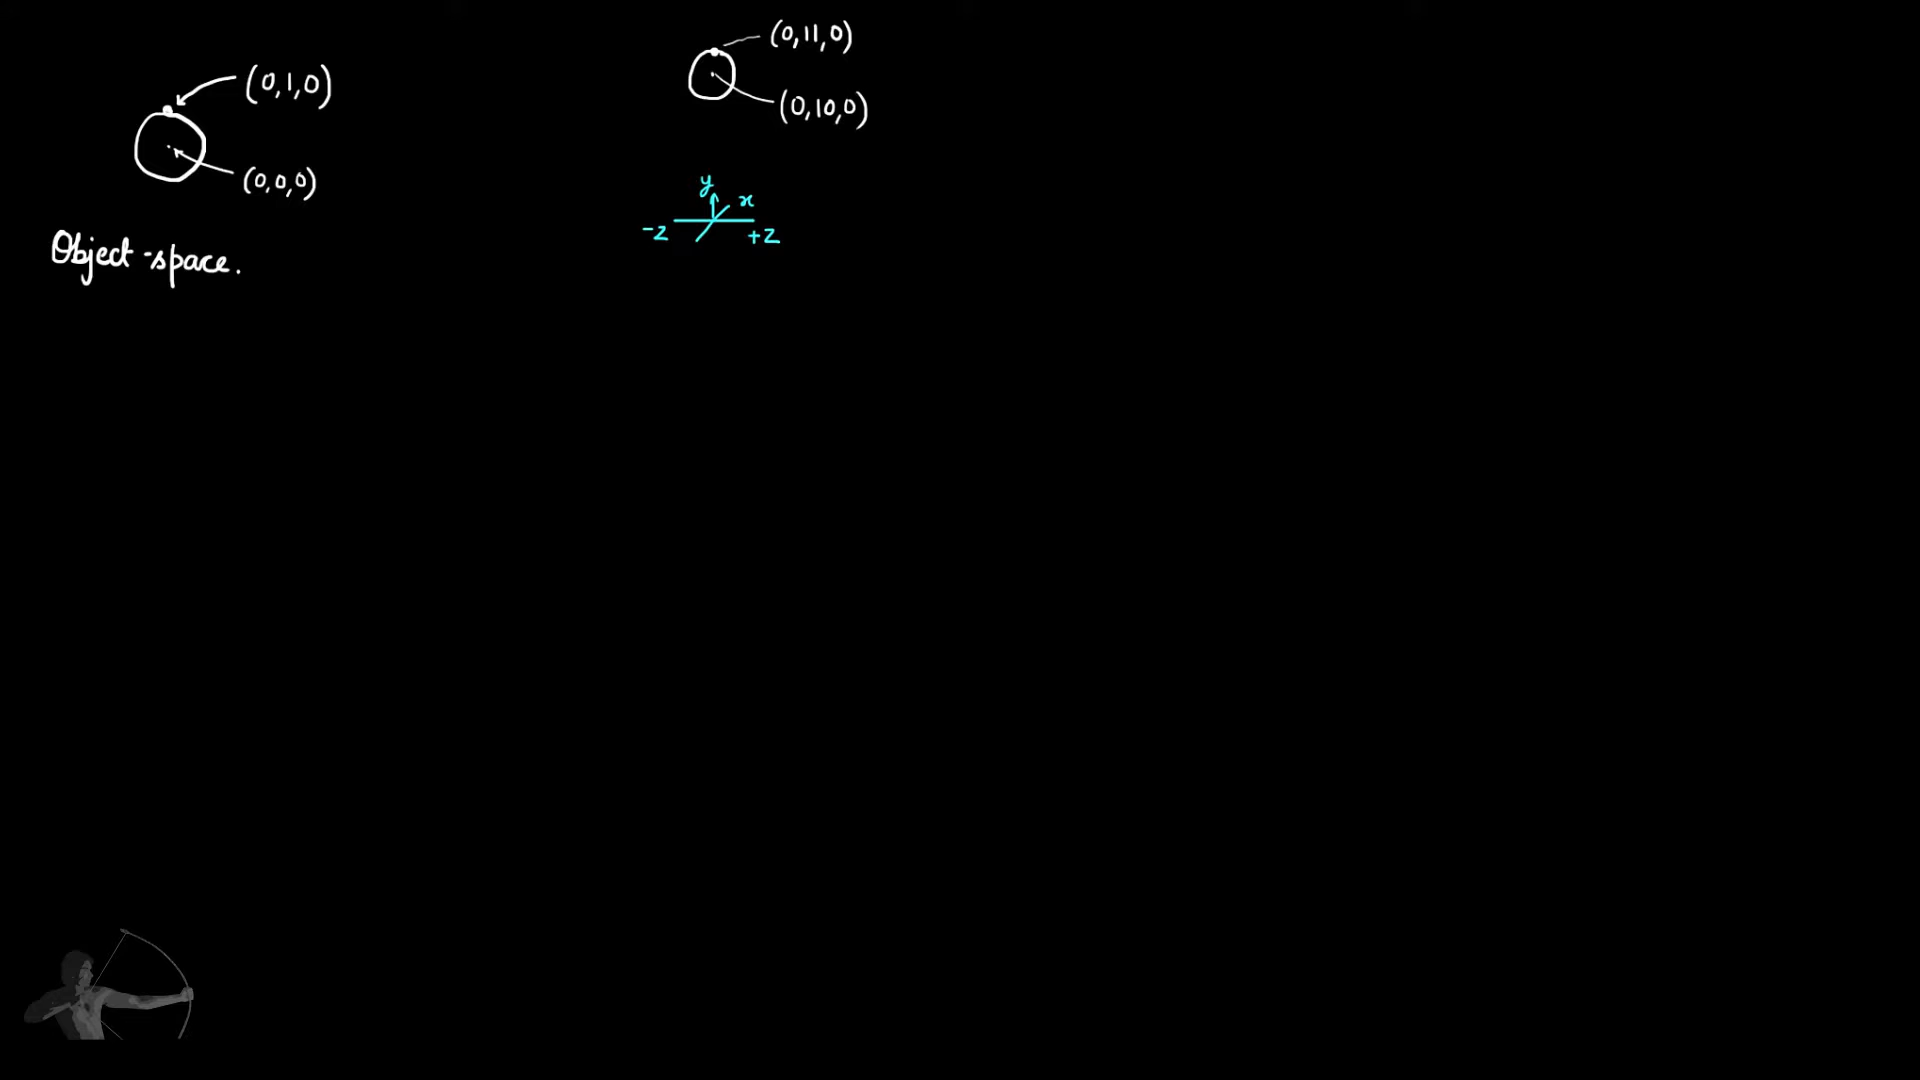 (0,1,0)
(0,0,0)
Object-space.
(0,11,0)
(0,10,0)
y
x
-z
+z